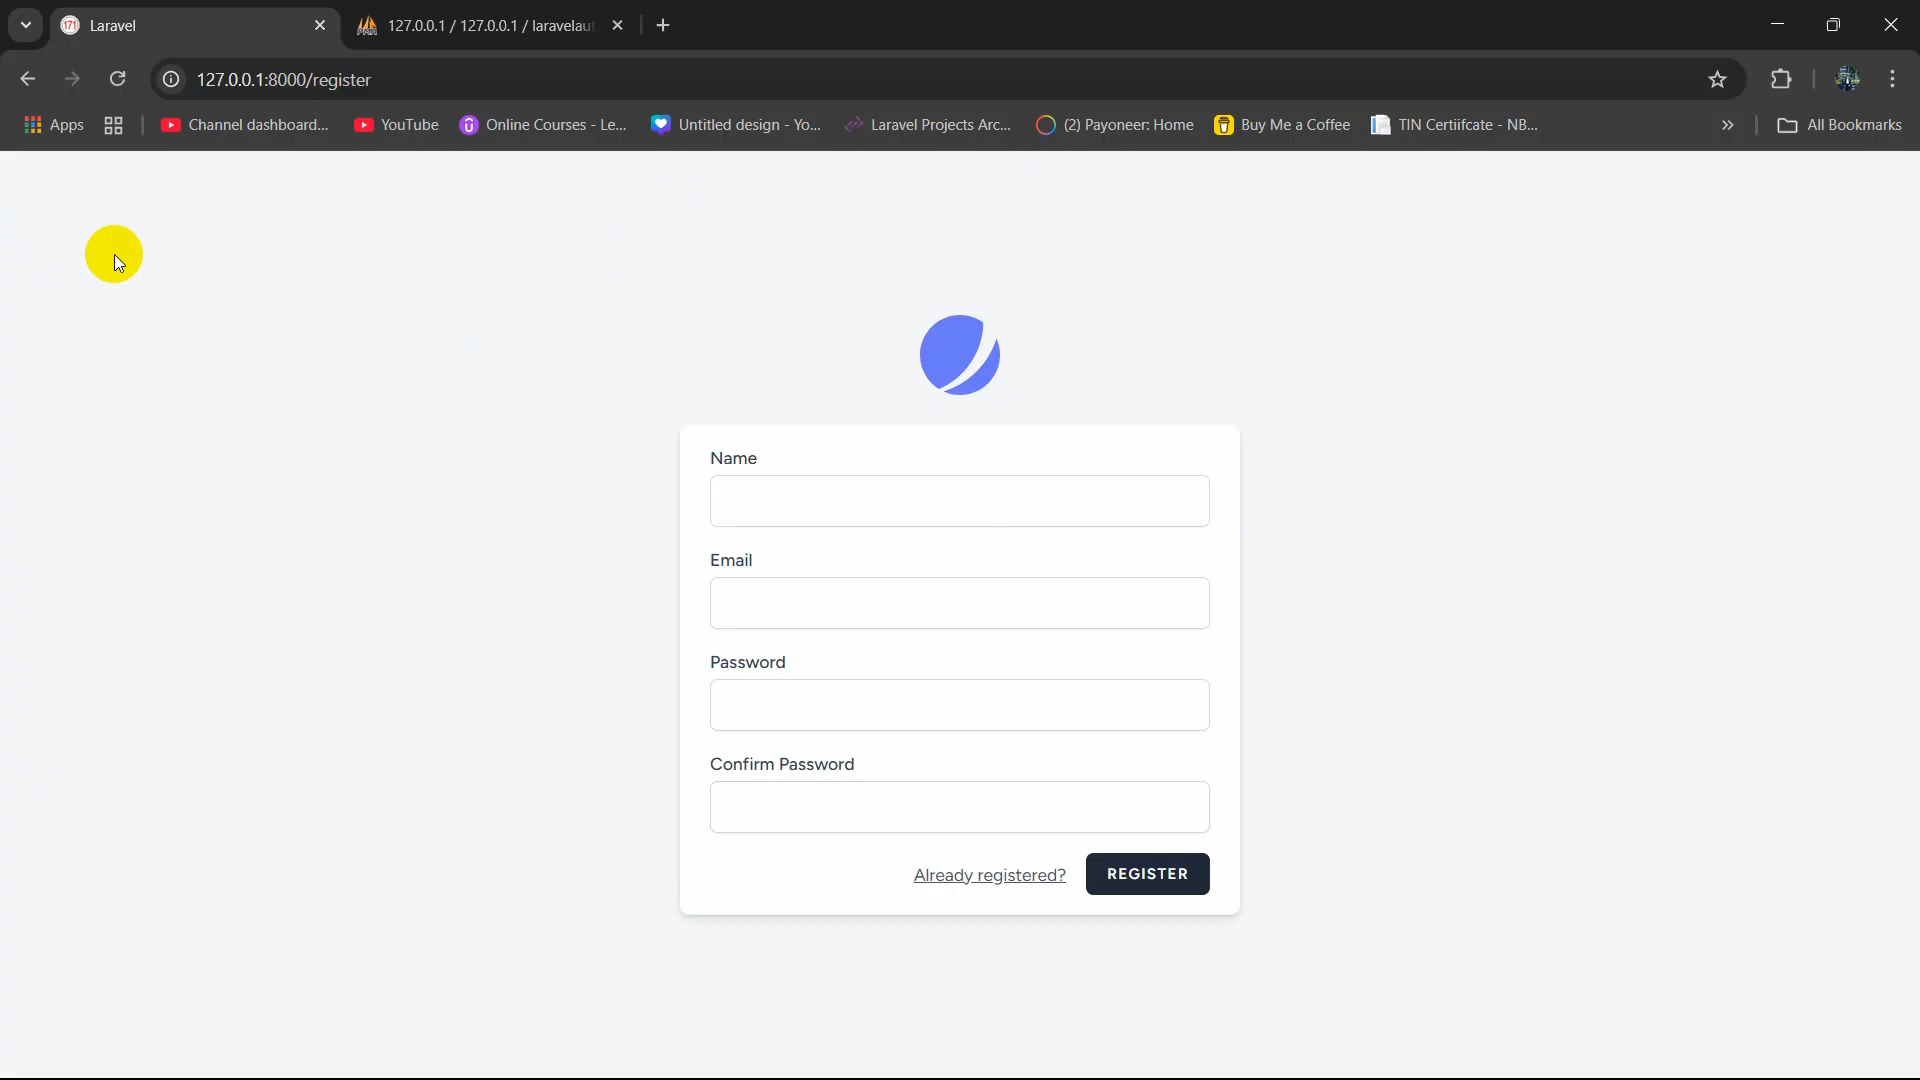 171 Laravel
127.0.0.1 / 127.0.0.1 / laravelaut
127.0.0.1:8000/register
Apps
Channel dashboard...
YouTube
Online Courses - Le...
Untitled design - Yo...
Laravel Projects Arc...
(2) Payoneer: Home
Buy Me a Coffee
TIN Certiifcate - NB...
All Bookmarks
Name
Email
Password
Confirm Password
Already registered?
REGISTER